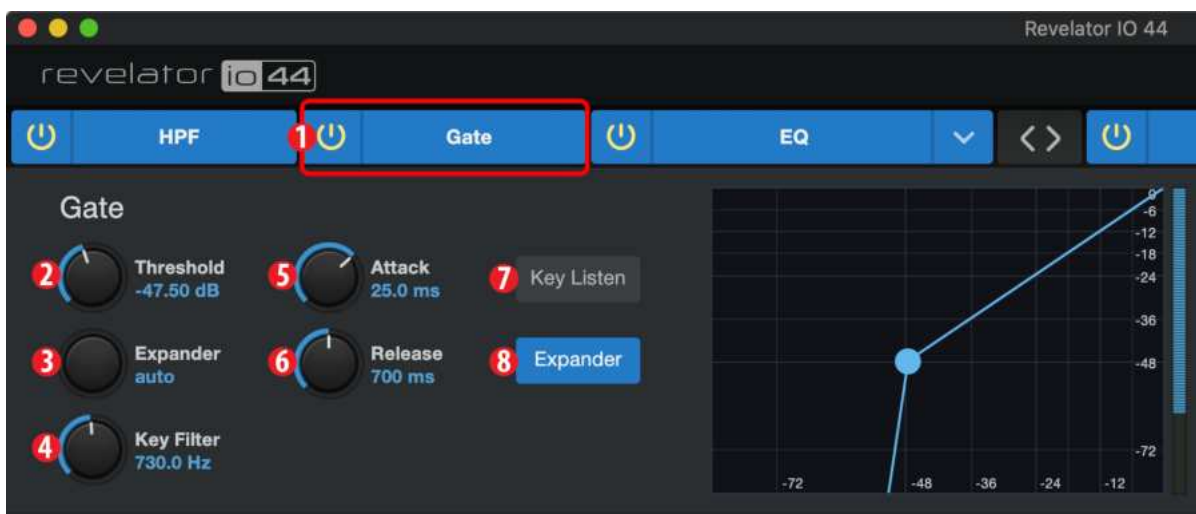 Revelator IO 44
revelator io 44
HPF
1
Gate
EQ
Gate
2
Threshold
-47.50 dB
5
Attack
25.0 ms
7
Key Listen
3
Expander
auto
6
Release
700 ms
8
Expander
4
Key Filter
730.0 Hz
0
-6
-12
-18
-24
-36
-48
-72
-72 -48 -36 -24 -12